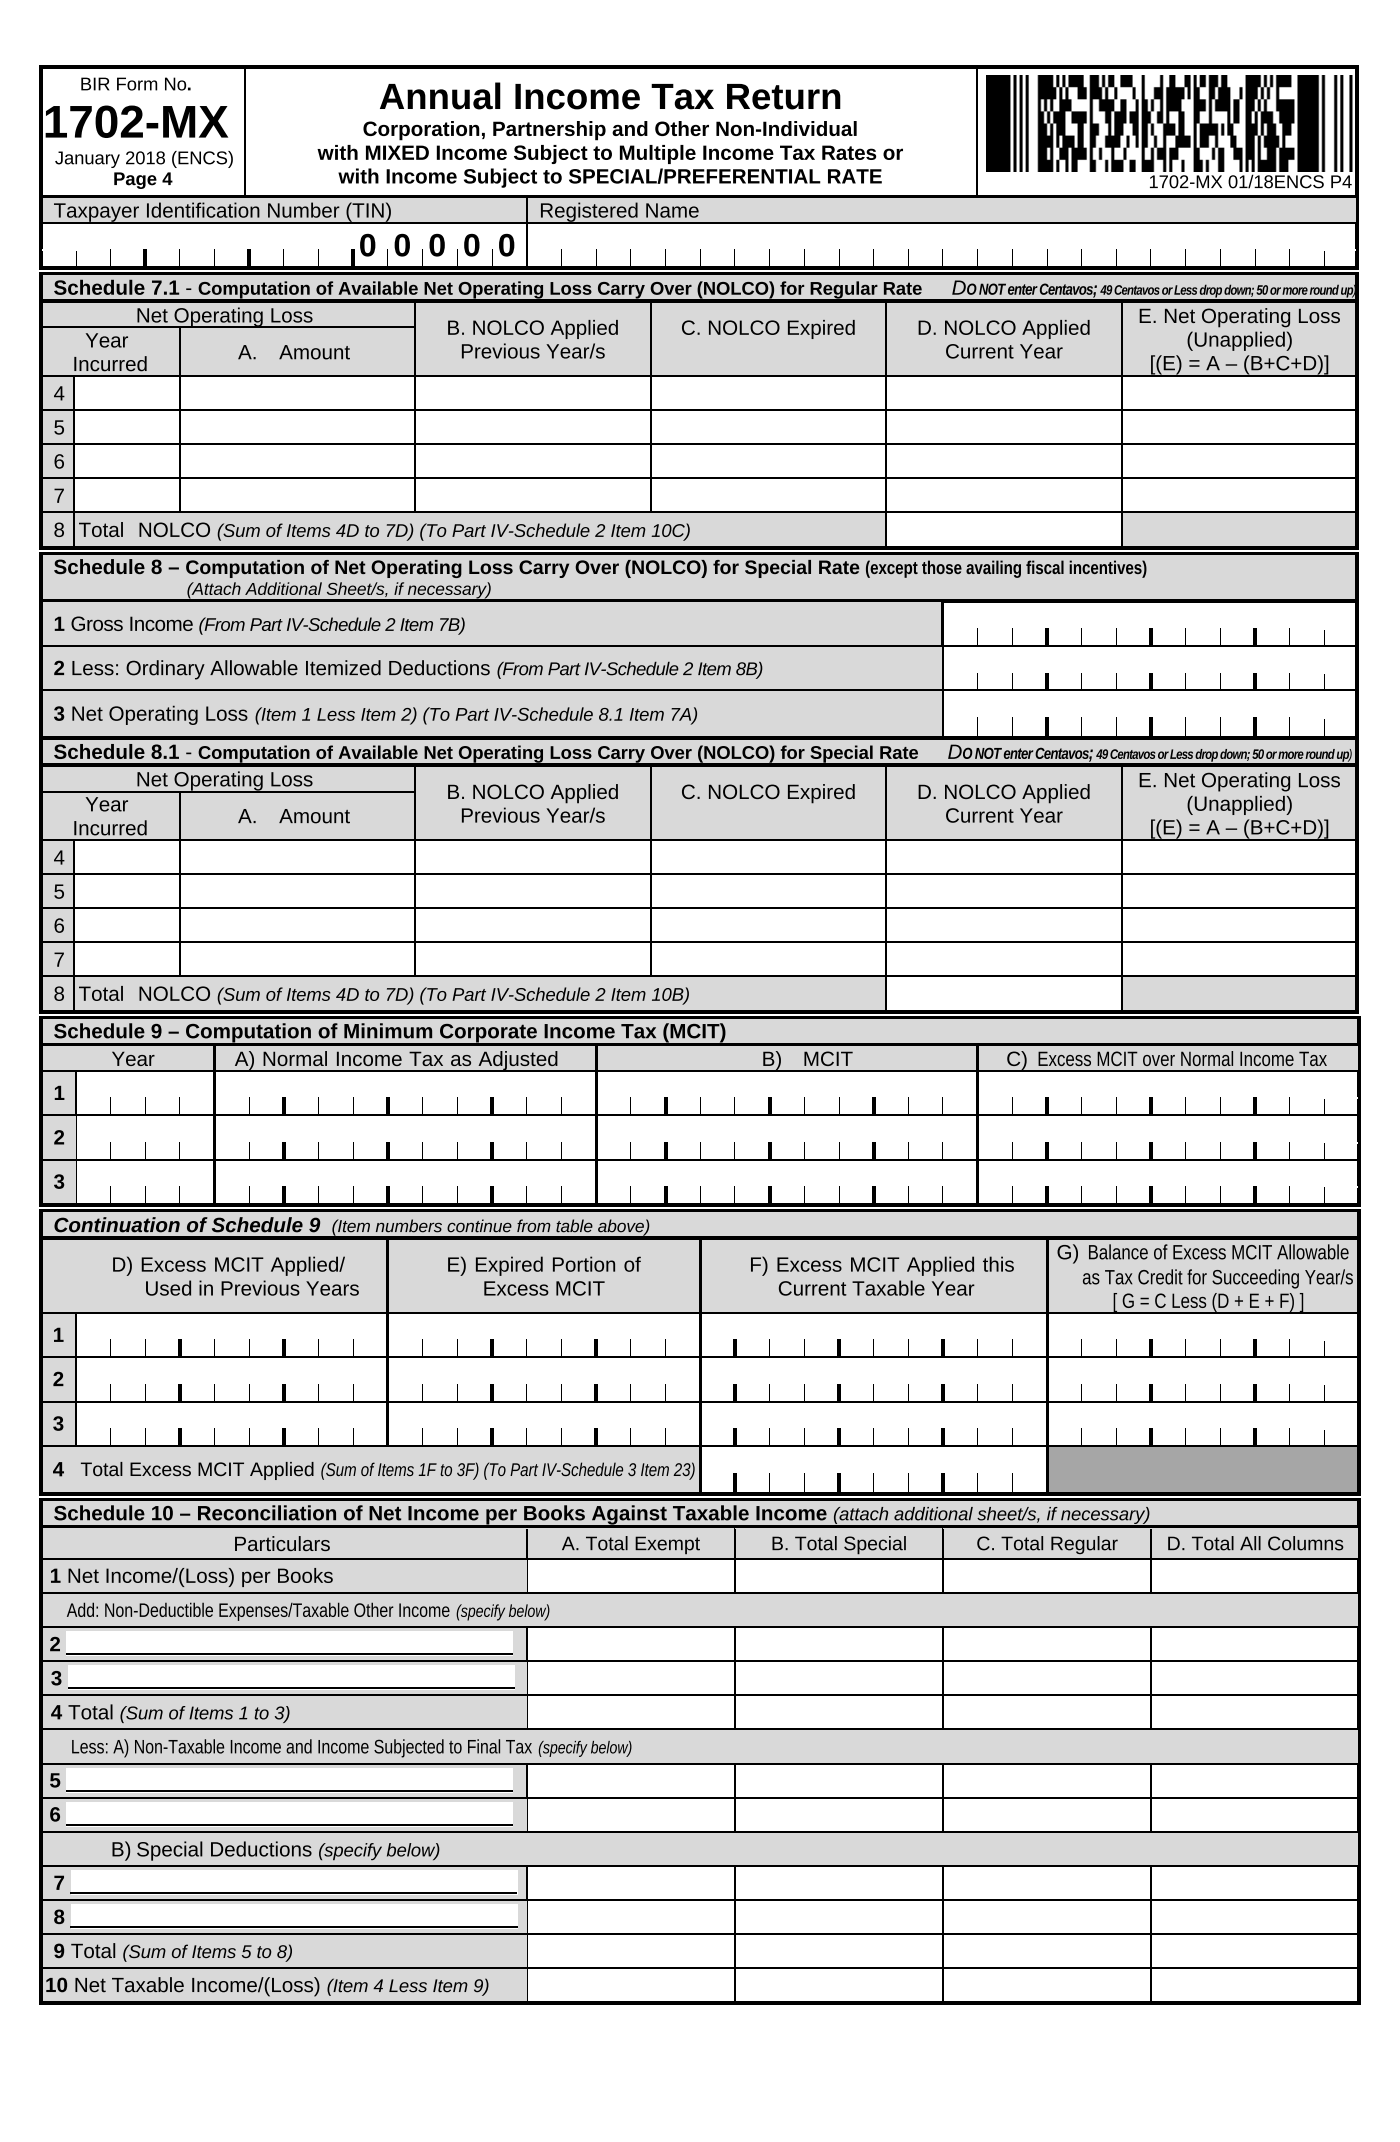 BIR Form No.
1702-MX
January 2018 (ENCS)
Page 4
Annual Income Tax Return
Corporation, Partnership and Other Non-Individual
with MIXED Income Subject to Multiple Income Tax Rates or
with Income Subject to SPECIAL/PREFERENTIAL RATE
1702-MX 01/18ENCS P4
Taxpayer Identification Number (TIN) Registered Name
0 0 0 0 0
Schedule 7.1 - Computation of Available Net Operating Loss Carry Over (NOLCO) for Regular Rate DO NOT enter Centavos; 49 Centavos or Less drop down; 50 or more round up)
Net Operating Loss
Year
Incurred
A. Amount
B. NOLCO Applied
Previous Year/s
C. NOLCO Expired
D. NOLCO Applied
Current Year
E. Net Operating Loss
(Unapplied)
[(E) = A – (B+C+D)]
4
5
6
7
8 Total NOLCO (Sum of Items 4D to 7D) (To Part IV-Schedule 2 Item 10C)
Schedule 8 – Computation of Net Operating Loss Carry Over (NOLCO) for Special Rate (except those availing fiscal incentives)
(Attach Additional Sheet/s, if necessary)
1 Gross Income (From Part IV-Schedule 2 Item 7B)
2 Less: Ordinary Allowable Itemized Deductions (From Part IV-Schedule 2 Item 8B)
3 Net Operating Loss (Item 1 Less Item 2) (To Part IV-Schedule 8.1 Item 7A)
Schedule 8.1 - Computation of Available Net Operating Loss Carry Over (NOLCO) for Special Rate DO NOT enter Centavos; 49 Centavos or Less drop down; 50 or more round up)
Net Operating Loss
Year
Incurred
A. Amount
B. NOLCO Applied
Previous Year/s
C. NOLCO Expired
D. NOLCO Applied
Current Year
E. Net Operating Loss
(Unapplied)
[(E) = A – (B+C+D)]
4
5
6
7
8 Total NOLCO (Sum of Items 4D to 7D) (To Part IV-Schedule 2 Item 10B)
Schedule 9 – Computation of Minimum Corporate Income Tax (MCIT)
Year A) Normal Income Tax as Adjusted B) MCIT C) Excess MCIT over Normal Income Tax
1
2
3
Continuation of Schedule 9 (Item numbers continue from table above)
D) Excess MCIT Applied/
Used in Previous Years
E) Expired Portion of
Excess MCIT
F) Excess MCIT Applied this
Current Taxable Year
G) Balance of Excess MCIT Allowable
as Tax Credit for Succeeding Year/s
[ G = C Less (D + E + F) ]
1
2
3
4 Total Excess MCIT Applied (Sum of Items 1F to 3F) (To Part IV-Schedule 3 Item 23)
Schedule 10 – Reconciliation of Net Income per Books Against Taxable Income (attach additional sheet/s, if necessary)
Particulars A. Total Exempt B. Total Special C. Total Regular D. Total All Columns
1 Net Income/(Loss) per Books
Add: Non-Deductible Expenses/Taxable Other Income (specify below)
2
3
4 Total (Sum of Items 1 to 3)
Less: A) Non-Taxable Income and Income Subjected to Final Tax (specify below)
5
6
B) Special Deductions (specify below)
7
8
9 Total (Sum of Items 5 to 8)
10 Net Taxable Income/(Loss) (Item 4 Less Item 9)